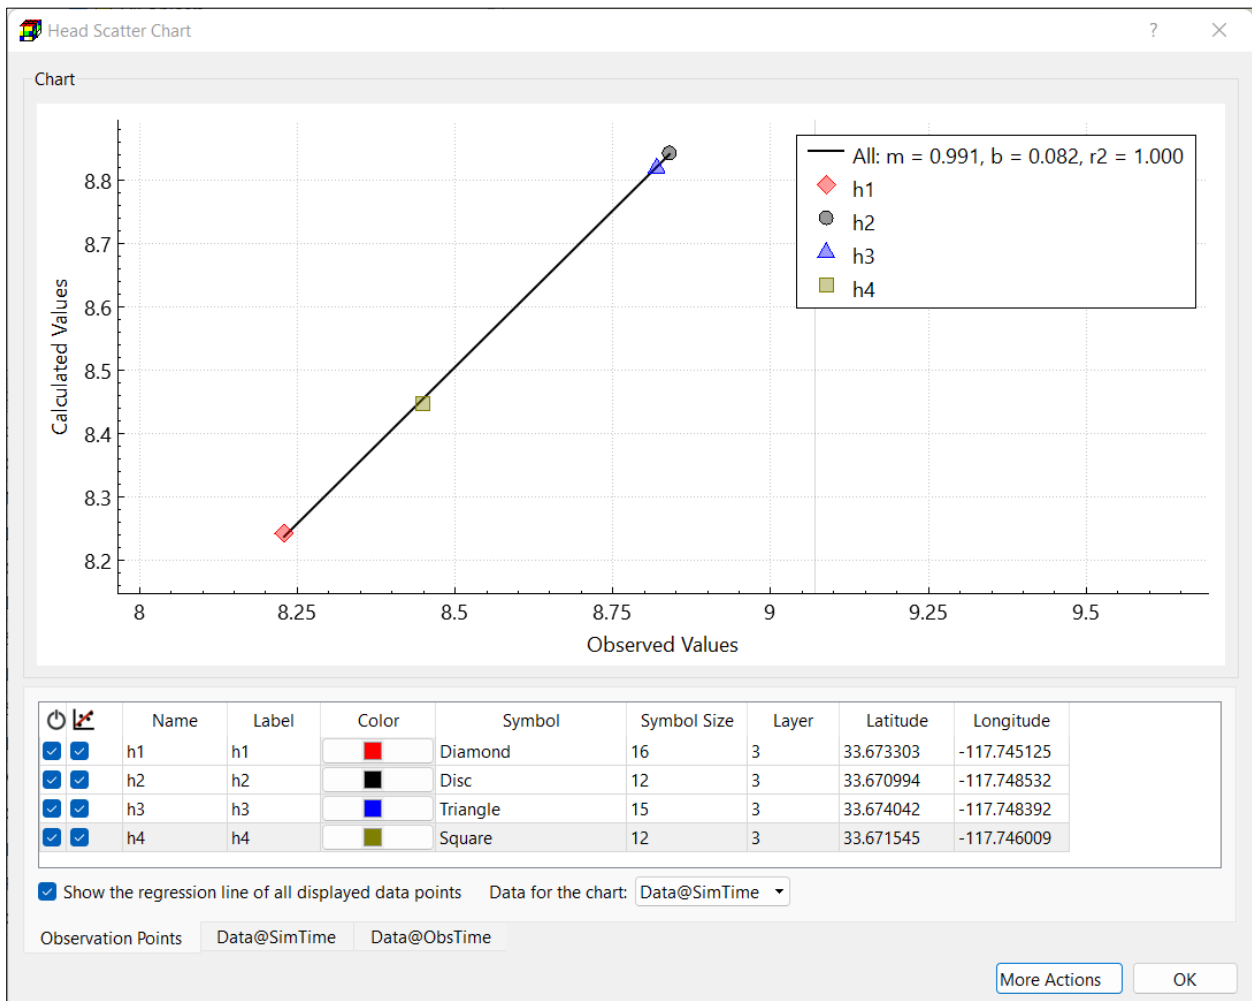 Head Scatter Chart ?
Chart
8.8
8.7
8.6
8.5
8.4
8.3
8.2
Calculated Values
8 8.25 8.5 8.75 9 9.25 9.5
Observed Values
All: m = 0.991, b = 0.082, r2 = 1.000
h1
h2
h3
h4
Name Label Color Symbol Symbol Size Layer Latitude Longitude
h1 h1 Diamond 16 3 33.673303 -117.745125
h2 h2 Disc 12 3 33.670994 -117.748532
h3 h3 Triangle 15 3 33.674042 -117.748392
h4 h4 Square 12 3 33.671545 -117.746009
Show the regression line of all displayed data points Data for the chart: Data@SimTime
Observation Points Data@SimTime Data@ObsTime
More Actions OK